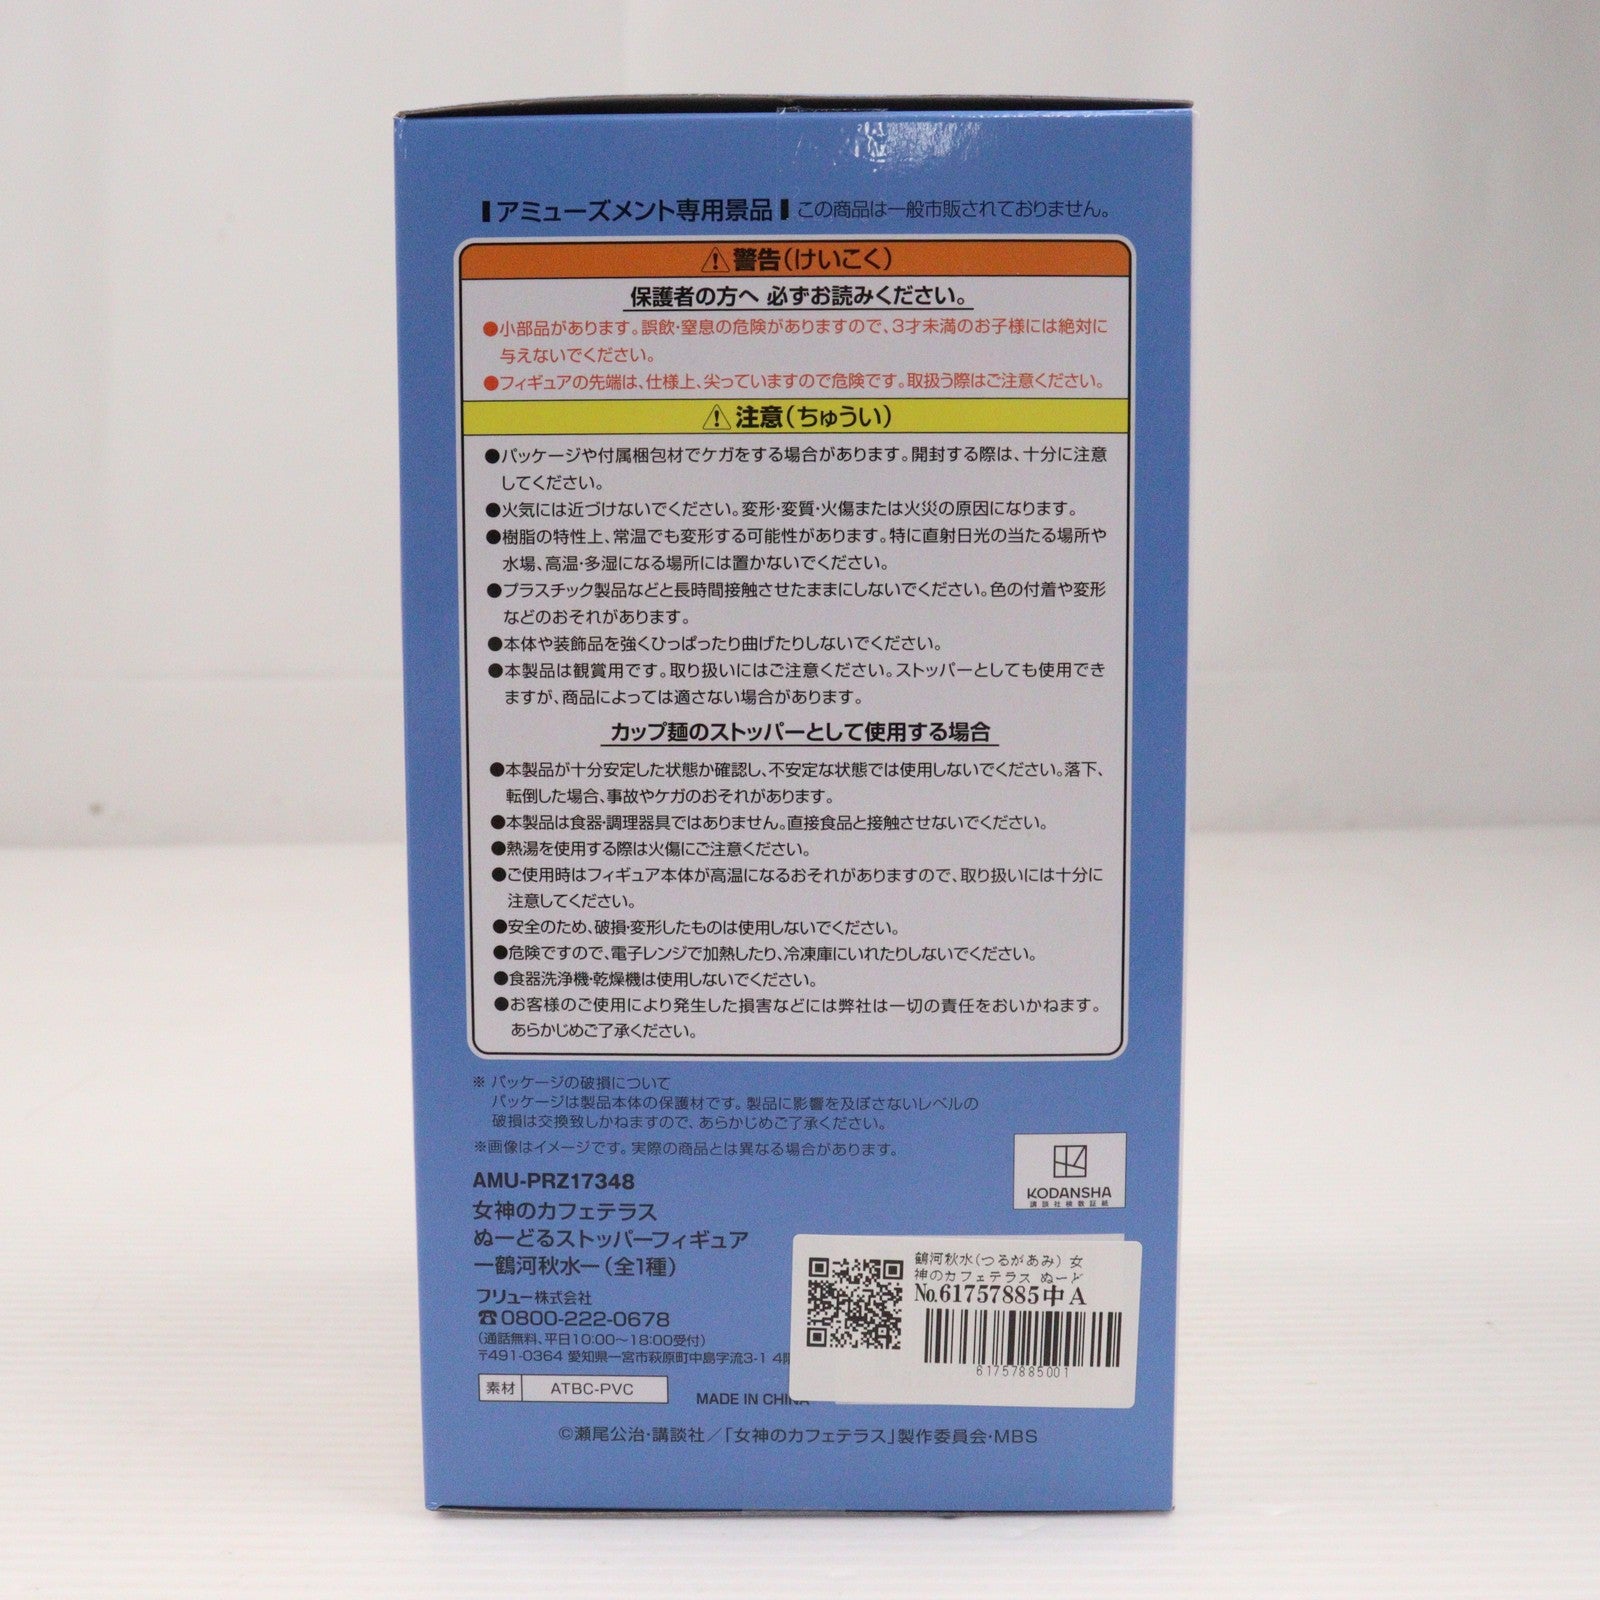 アミューズメント専用景品 この商品は一般市販されておりません。
⚠警告(けいこく)
保護者の方へ 必ずお読みください。
●小部品があります。誤飲・窒息の危険がありますので、3才未満のお子様には絶対に
与えないでください。
●フィギュアの先端は、仕様上、尖っていますので危険です。取扱う際はご注意ください。
⚠注意(ちゅうい)
●パッケージや付属梱包材でケガをする場合があります。開封する際は、十分に注意
してください。
●火気には近づけないでください。変形・変質・火傷または火災の原因になります。
●樹脂の特性上、常温でも変形する可能性があります。特に直射日光の当たる場所や
水場、高温・多湿になる場所には置かないでください。
●プラスチック製品などと長時間接触させたままにしないでください。色の付着や変形
などのおそれがあります。
●本体や装飾品を強くひっぱったり曲げたりしないでください。
●本製品は観賞用です。取り扱いにはご注意ください。ストッパーとしても使用でき
ますが、商品によっては適さない場合があります。
カップ麺のストッパーとして使用する場合
●本製品が十分安定した状態か確認し、不安定な状態では使用しないでください。落下、
転倒した場合、事故やケガのおそれがあります。
●本製品は食器・調理器具ではありません。直接食品と接触させないでください。
●熱湯を使用する際は火傷にご注意ください。
●ご使用時はフィギュア本体が高温になるおそれがありますので、取り扱いには十分に
注意してください。
●安全のため、破損・変形したものは使用しないでください。
●危険ですので、電子レンジで加熱したり、冷凍庫にいれたりしないでください。
●食器洗浄機・乾燥機は使用しないでください。
●お客様のご使用により発生した損害などには弊社は一切の責任をおいかねます。
あらかじめご了承ください。
※ パッケージの破損について
パッケージは製品本体の保護材です。製品に影響を及ぼさないレベルの
破損は交換致しかねますので、あらかじめご了承ください。
※画像はイメージです。実際の商品とは異なる場合があります。
KODANSHA
講談社検数証紙
AMU-PRZ17348
女神のカフェテラス
ぬーどるストッパーフィギュア
ー鶴河秋水ー(全1種)
フリュー株式会社
☎0800-222-0678
(通話無料、平日10:00〜18:00受付)
〒491-0364 愛知県一宮市萩原町中島字流3-1 4階
素材 ATBC-PVC
MADE IN CHINA
鶴河秋水(つるがあみ) 女
神のカフェテラス ぬーど
No.61757885中A
61757885001
©瀬尾公治・講談社/「女神のカフェテラス」製作委員会・MBS